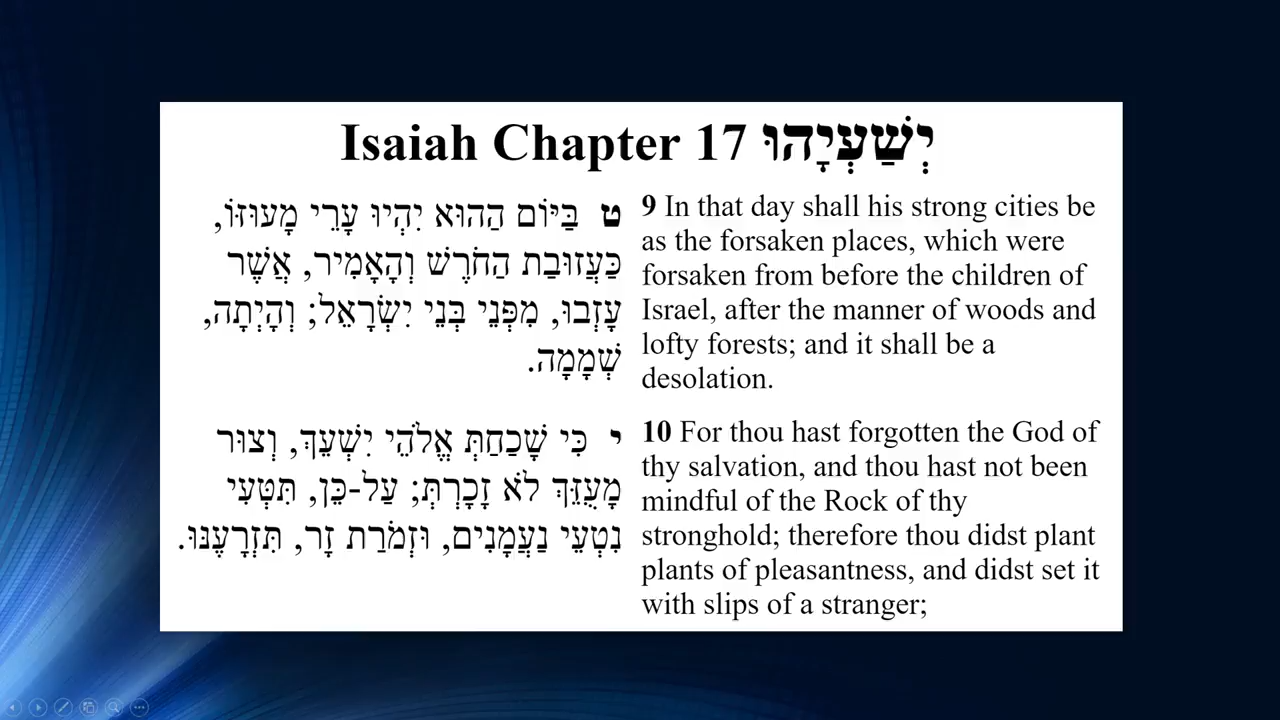 Isaiah Chapter 17 יְשַׁעְיָהוּ
ט בַּיּוֹם הַהוּא יִהְיוּ עָרֵי מָעוּזּוֹ,
כַּעֲזוּבַת הַחֹרֶשׁ וְהָאָמִיר, אֲשֶׁר
עָזְבוּ, מִפְּנֵי בְּנֵי יִשְׂרָאֵל; וְהָיְתָה,
שְׁמָמָה.
9 In that day shall his strong cities be
as the forsaken places, which were
forsaken from before the children of
Israel, after the manner of woods and
lofty forests; and it shall be a
desolation.
י כִּי שָׁכַחַתְּ אֱלֹהֵי יִשְׁעֵךְ, וְצוּר
מָעֻזֵּךְ לֹא זָכָרְתְּ; עַל-כֵּן, תִּטְּעִי
נִטְעֵי נַעֲמָנִים, וּזְמֹרַת זָר, תִּזְרָעֶנּוּ.
10 For thou hast forgotten the God of
thy salvation, and thou hast not been
mindful of the Rock of thy
stronghold; therefore thou didst plant
plants of pleasantness, and didst set it
with slips of a stranger;